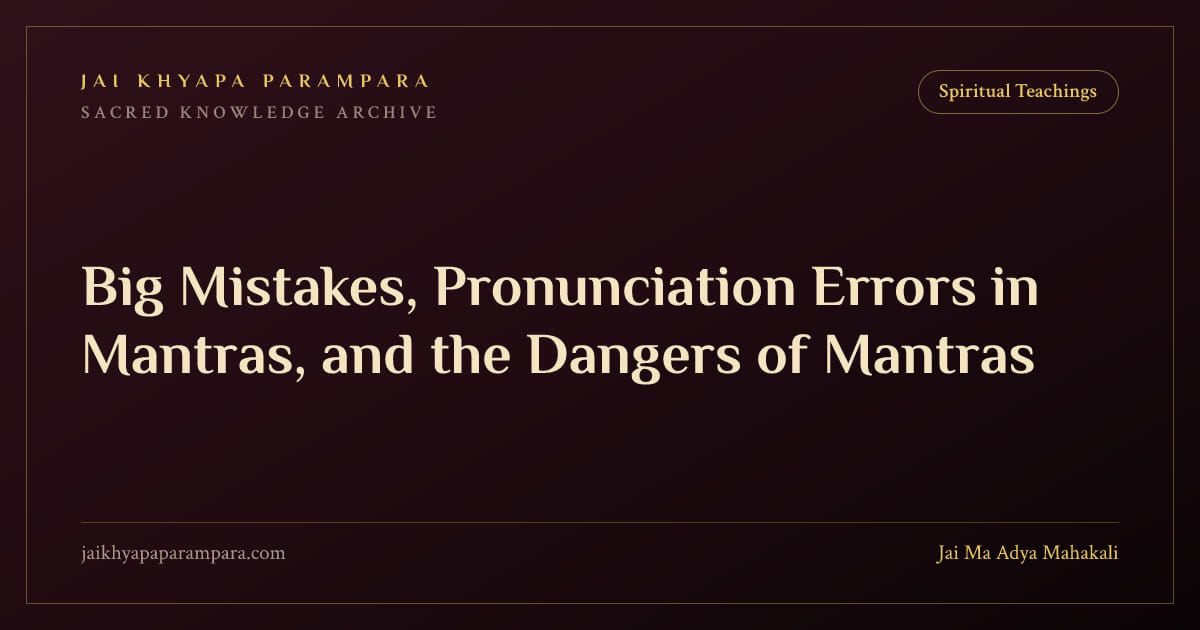 JAI KHYAPA PARAMPARA
SACRED KNOWLEDGE ARCHIVE
Spiritual Teachings
Big Mistakes, Pronunciation Errors in
Mantras, and the Dangers of Mantras
jaikhyapaparampara.com
Jai Ma Adya Mahakali